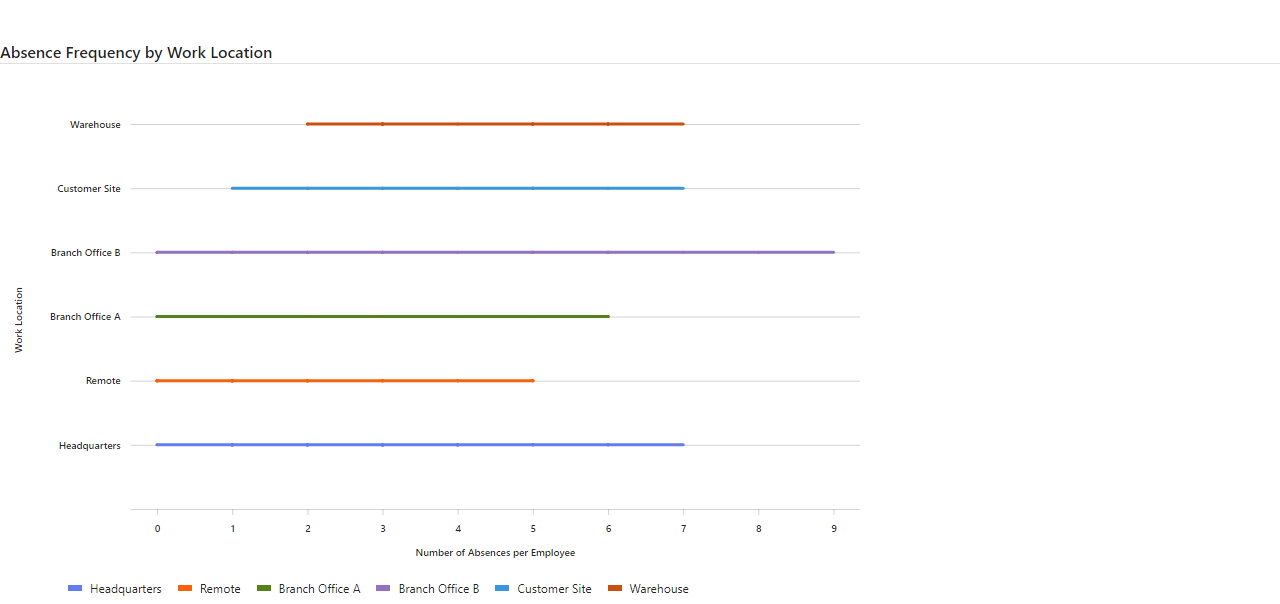 Absence Frequency by Work Location
Warehouse
Customer Site
Branch Office B
Branch Office A
Remote
Headquarters
Work Location
0 1 2 3 4 5 6 7 8 9
Number of Absences per Employee
Headquarters Remote Branch Office A Branch Office B Customer Site Warehouse